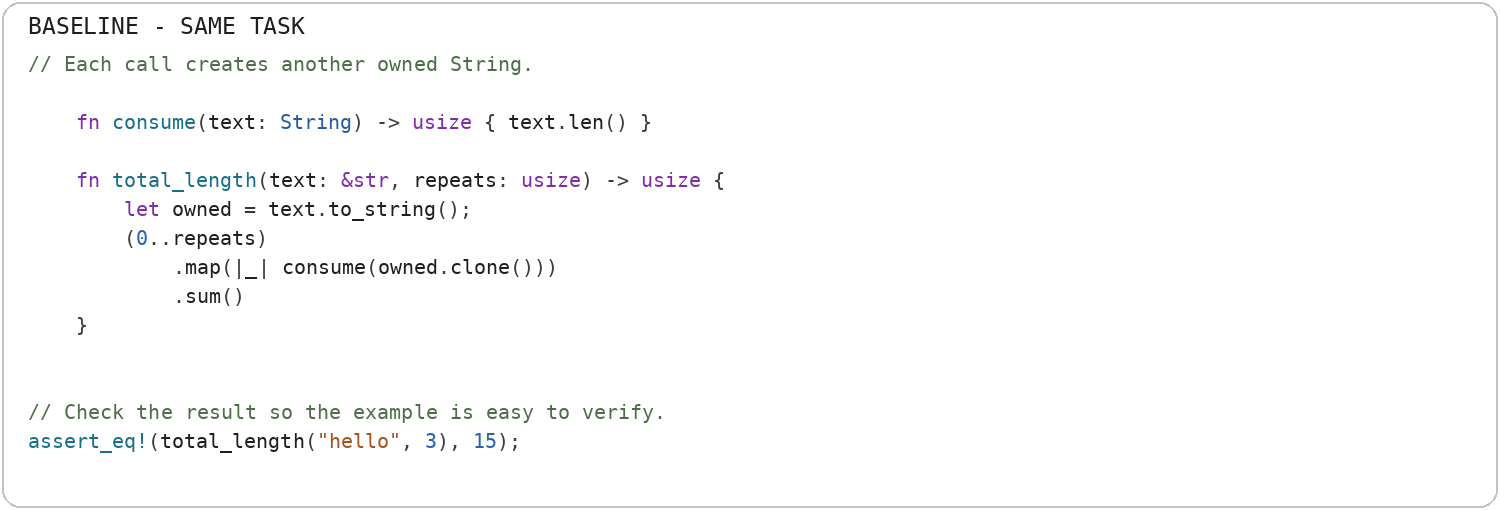 BASELINE - SAME TASK
// Each call creates another owned String.
fn consume(text: String) -> usize { text.len() }
fn total_length(text: &str, repeats: usize) -> usize {
let owned = text.to_string();
(0..repeats)
.map(|_| consume(owned.clone()))
.sum()
}
// Check the result so the example is easy to verify.
assert_eq!(total_length("hello", 3), 15);